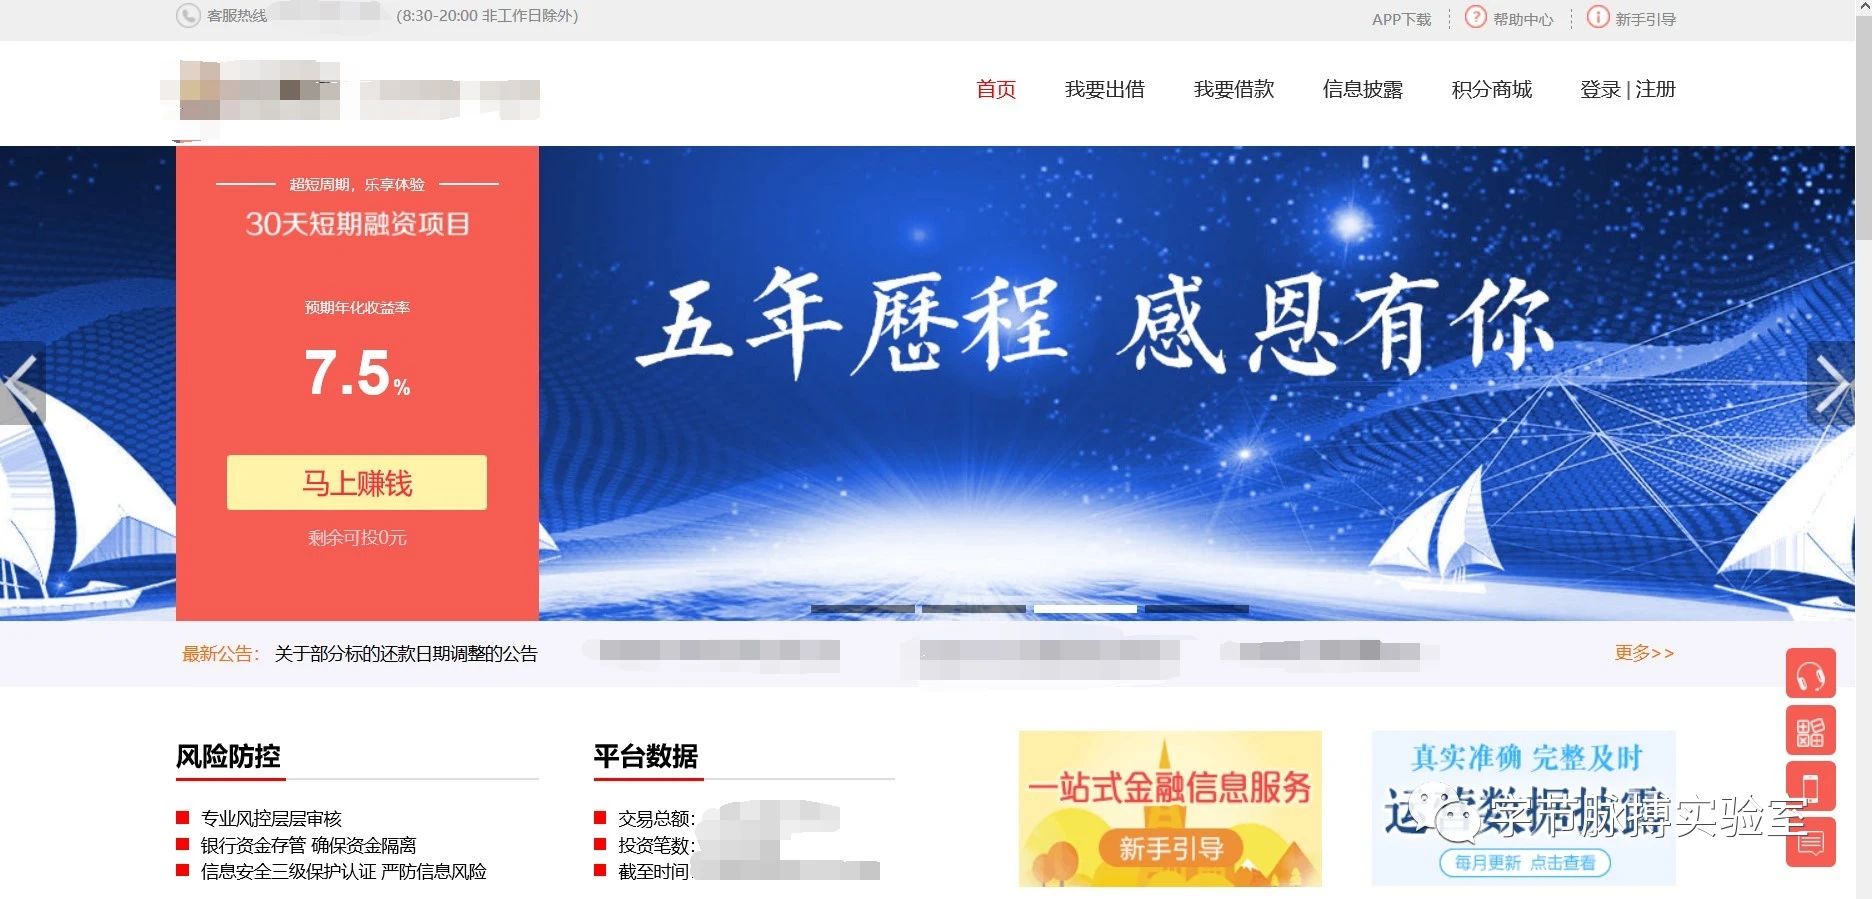 客服热线 (8:30-20:00 非工作日除外)
APP下载 帮助中心 新手引导
首页 我要出借 我要借款 信息披露 积分商城 登录 | 注册
超短周期，乐享体验
30天短期融资项目
预期年化收益率
7.5%
马上赚钱
剩余可投0元
五年歷程 感恩有你
最新公告： 关于部分标的还款日期调整的公告
更多>>
风险防控
专业风控层层审核
银行资金存管 确保资金隔离
信息安全三级保护认证 严防信息风险
平台数据
交易总额:
投资笔数:
截至时间:
一站式金融信息服务
新手引导
真实准确 完整及时
运营数据披露
每月更新 点击查看
字节脉搏实验室